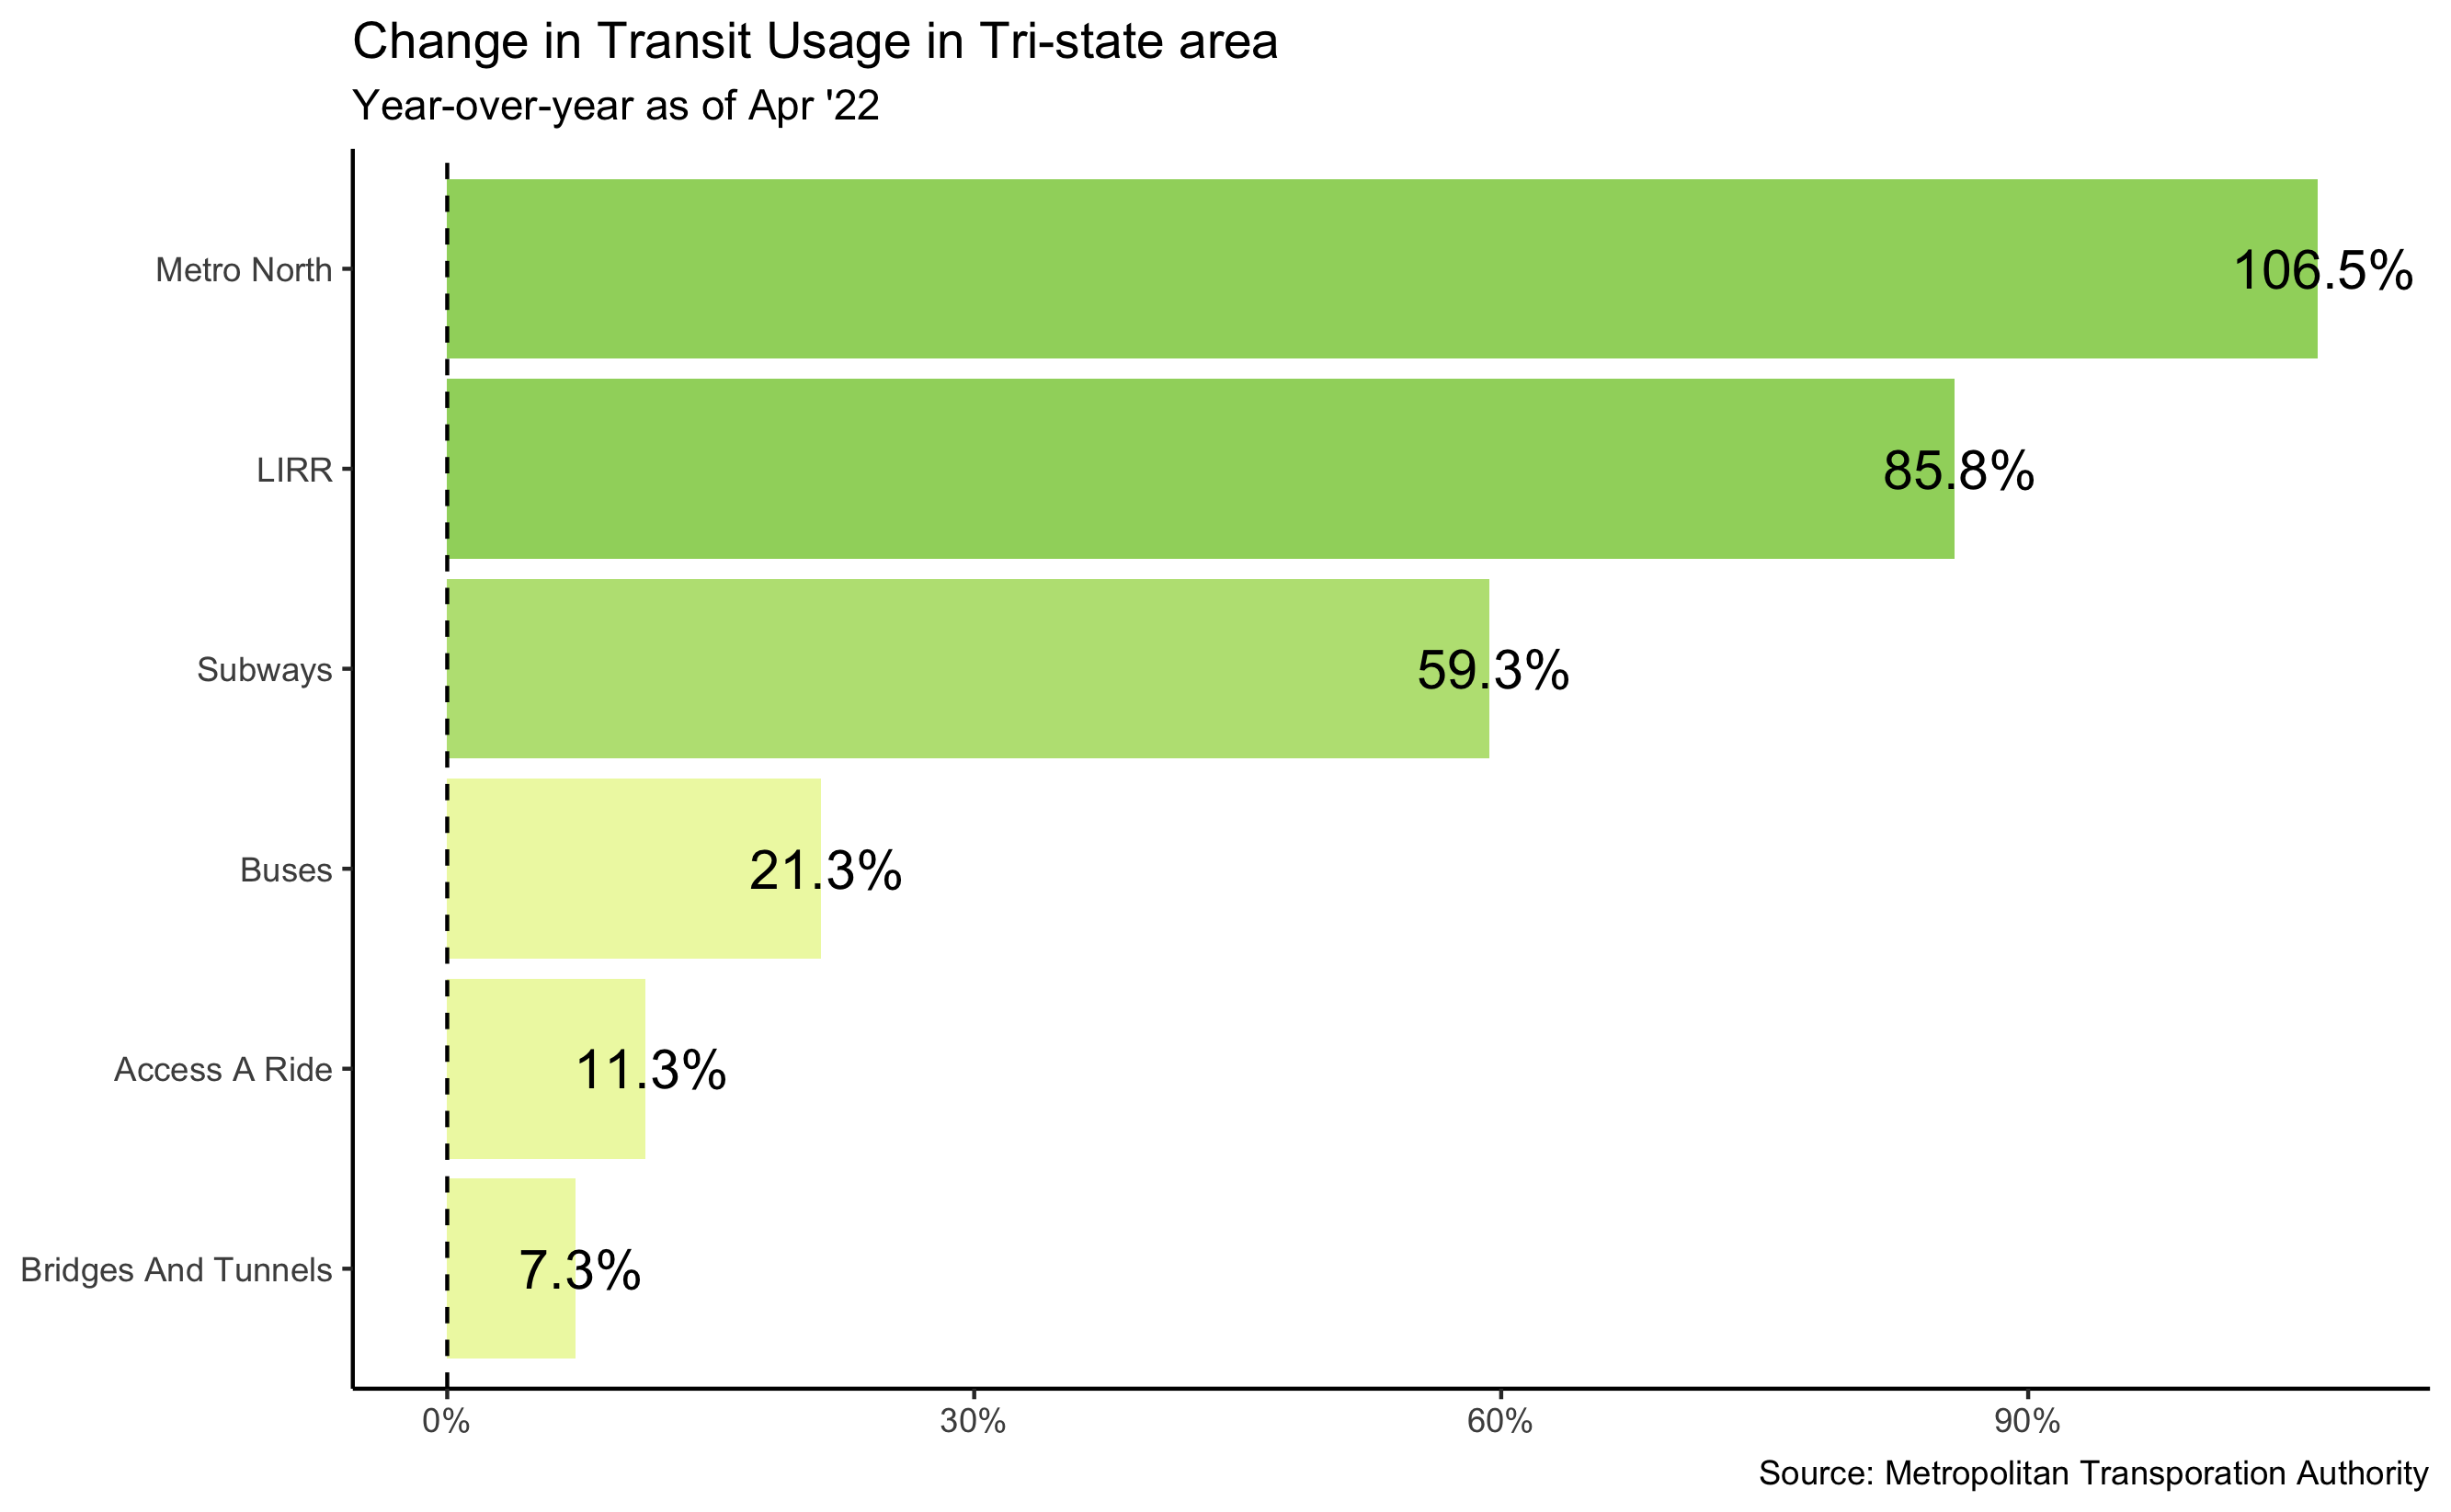 Change in Transit Usage in Tri-state area
Year-over-year as of Apr '22
Metro North
106.5%
LIRR
85.8%
Subways
59.3%
Buses
21.3%
Access A Ride
11.3%
Bridges And Tunnels
7.3%
0% 30% 60% 90%
Source: Metropolitan Transporation Authority